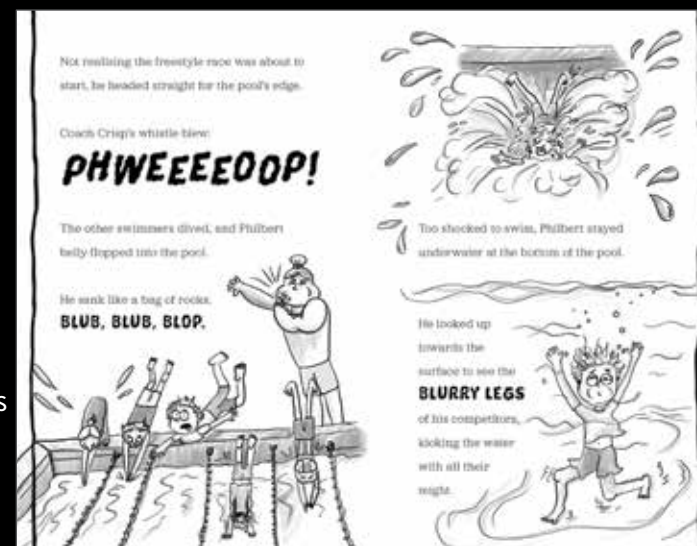 Not realising the freestyle race was about to
start, he headed straight for the pool's edge.
Coach Crisp's whistle blew:
PHWEEEEOOP!
The other swimmers dived, and Philbert
belly flopped into the pool.
He sank like a bag of rocks.
BLUB, BLUB, BLOP.
s
Too shocked to swim, Philbert stayed
underwater at the bottom of the pool.
He looked up
towards the
surface to see the
BLURRY LEGS
of his competitors,
kicking the water
with all their
might.